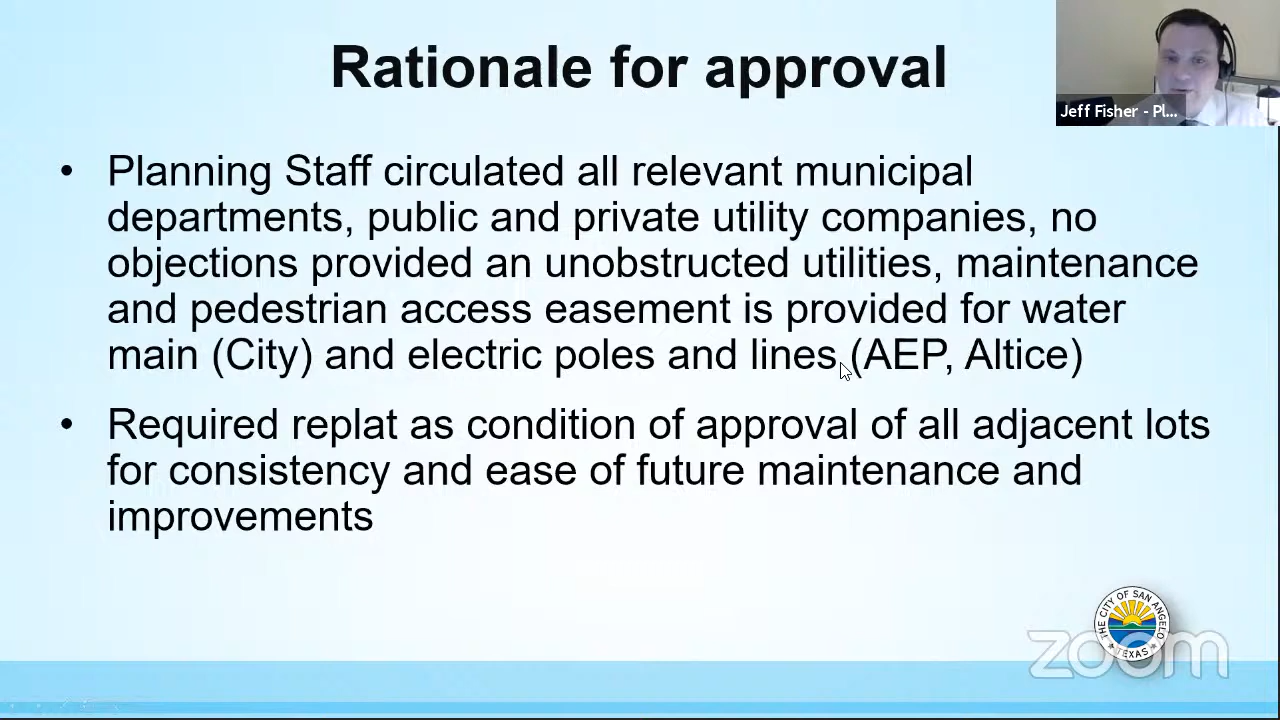 Rationale for approval
Jeff Fisher - Pl...
• Planning Staff circulated all relevant municipal
departments, public and private utility companies, no
objections provided an unobstructed utilities, maintenance
and pedestrian access easement is provided for water
main (City) and electric poles and lines (AEP, Altice)
• Required replat as condition of approval of all adjacent lots
for consistency and ease of future maintenance and
improvements
THE CITY OF SAN ANGELO
TEXAS
zoom